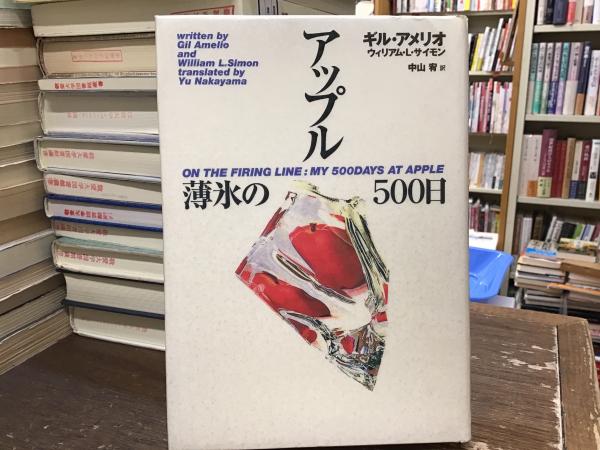 written by
Gil Amelio
and
William L.Simon
translated by
Yu Nakayama
アップル
ギル・アメリオ
ウィリアム・L・サイモン
中山 宥 訳
ON THE FIRING LINE : MY 500DAYS AT APPLE
薄氷の
500日